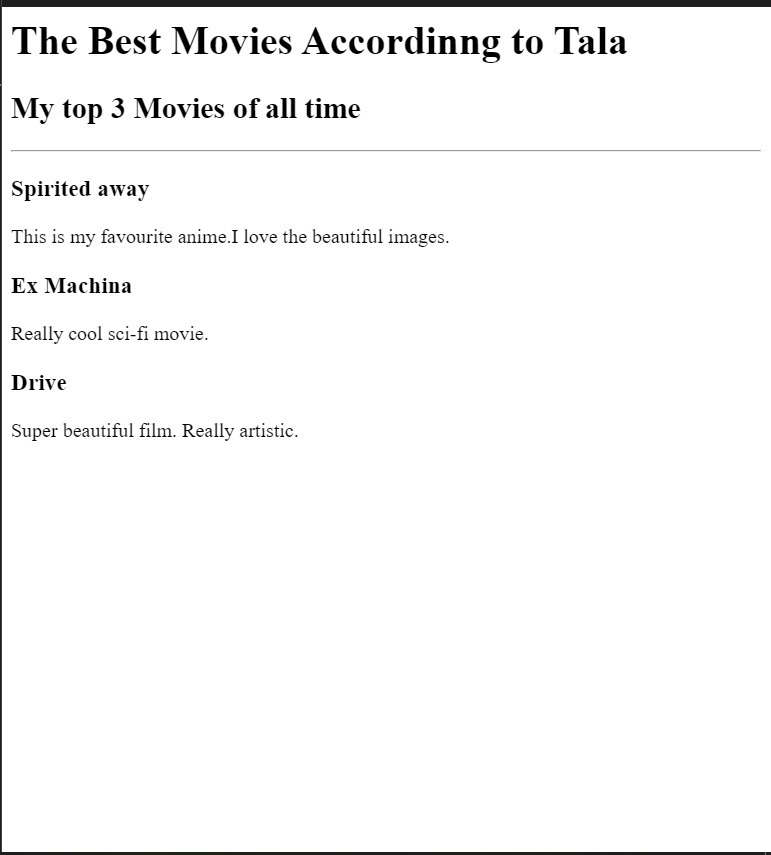 The Best Movies Accordinng to Tala
My top 3 Movies of all time
Spirited away
This is my favourite anime.I love the beautiful images.
Ex Machina
Really cool sci-fi movie.
Drive
Super beautiful film. Really artistic.